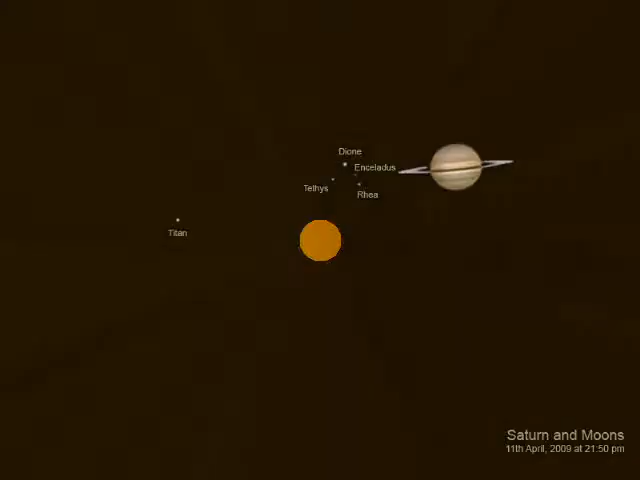 Dione
Enceladus
Tethys
Rhea
Titan
Saturn and Moons
11th April, 2009 at 21:50 pm